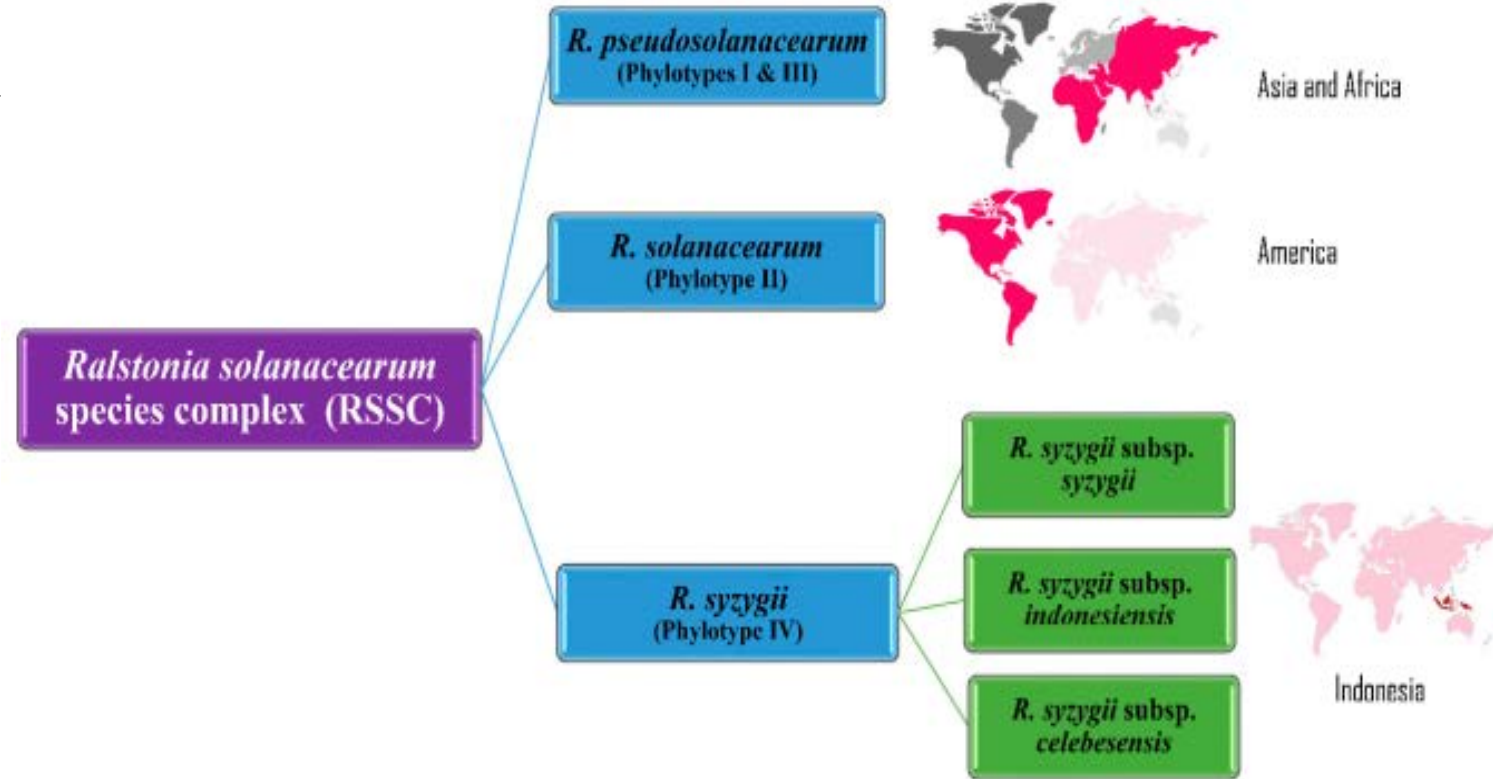 R. pseudosolanacearum
(Phylotypes I & III)
Asia and Africa
R. solanacearum
(Phylotype II)
America
Ralstonia solanacearum
species complex (RSSC)
R. syzygii subsp.
syzygii
R. syzygii
(Phylotype IV)
R. syzygii subsp.
indonesiensis
R. syzygii subsp.
celebesensis
Indonesia